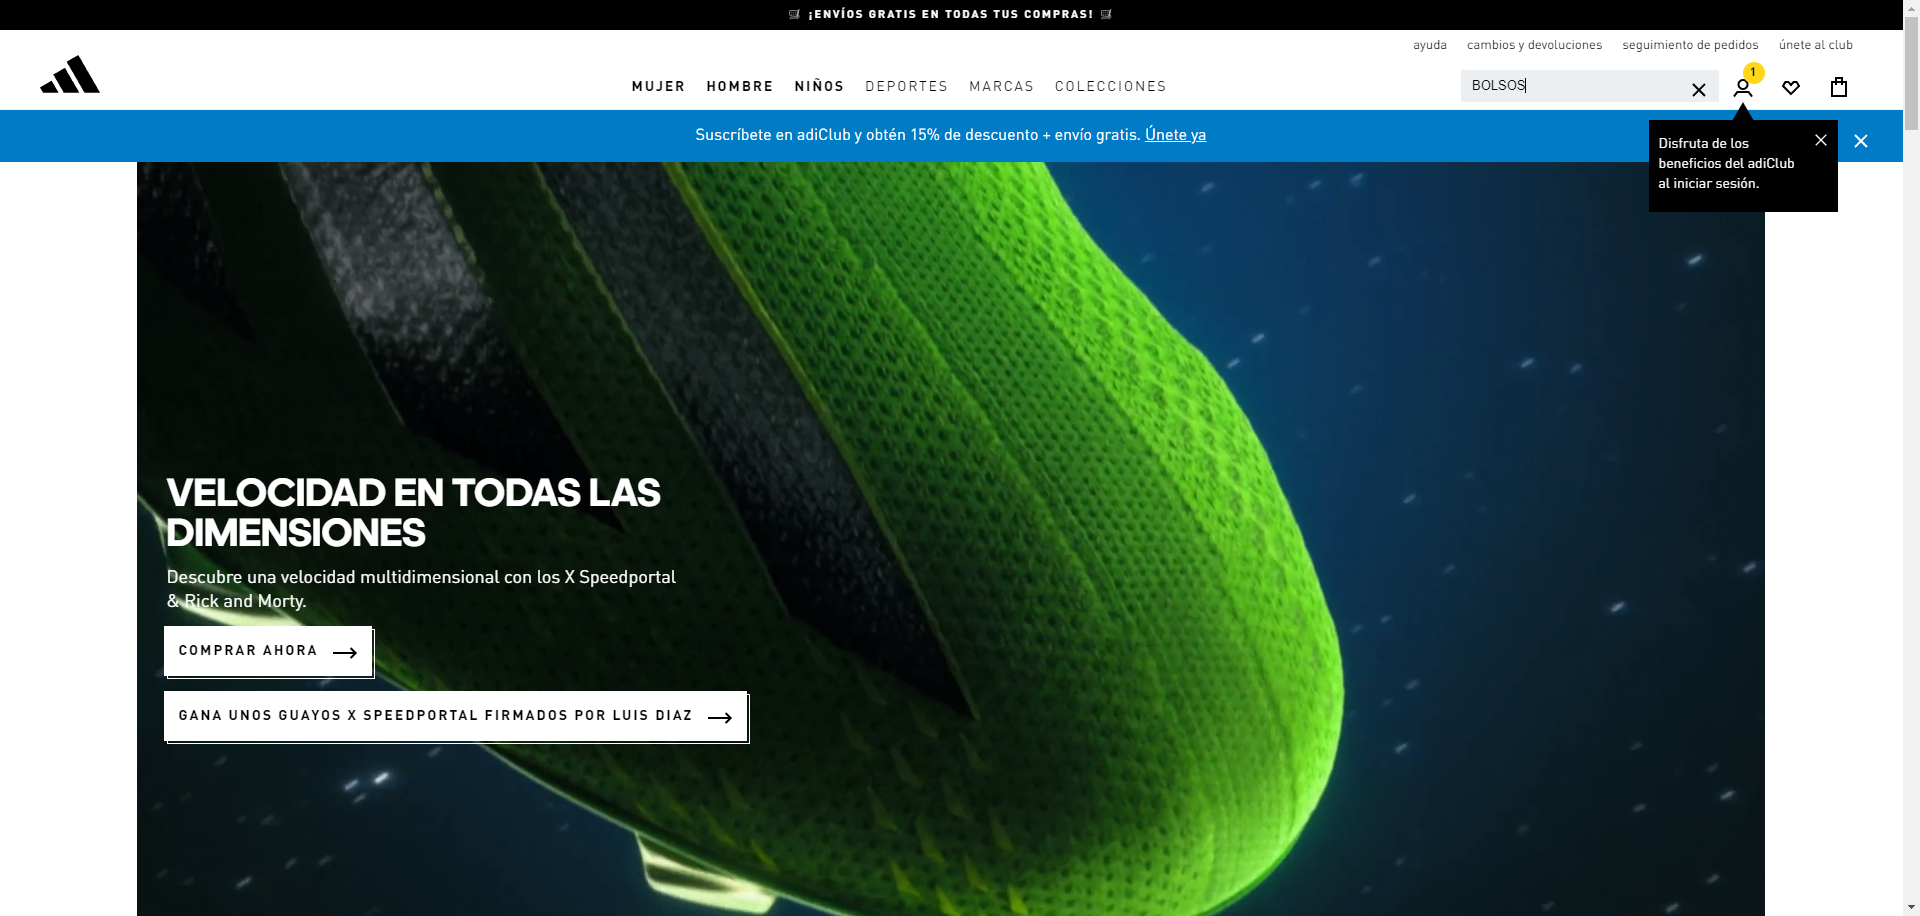 ¡ENVÍOS GRATIS EN TODAS TUS COMPRAS!
ayuda cambios y devoluciones seguimiento de pedidos únete al club
MUJER HOMBRE NIÑOS DEPORTES MARCAS COLECCIONES
BOLSOS
1
Suscríbete en adiClub y obtén 15% de descuento + envío gratis. Únete ya
Disfruta de los
beneficios del adiClub
al iniciar sesión.
VELOCIDAD EN TODAS LAS
DIMENSIONES
Descubre una velocidad multidimensional con los X Speedportal
& Rick and Morty.
COMPRAR AHORA
GANA UNOS GUAYOS X SPEEDPORTAL FIRMADOS POR LUIS DIAZ